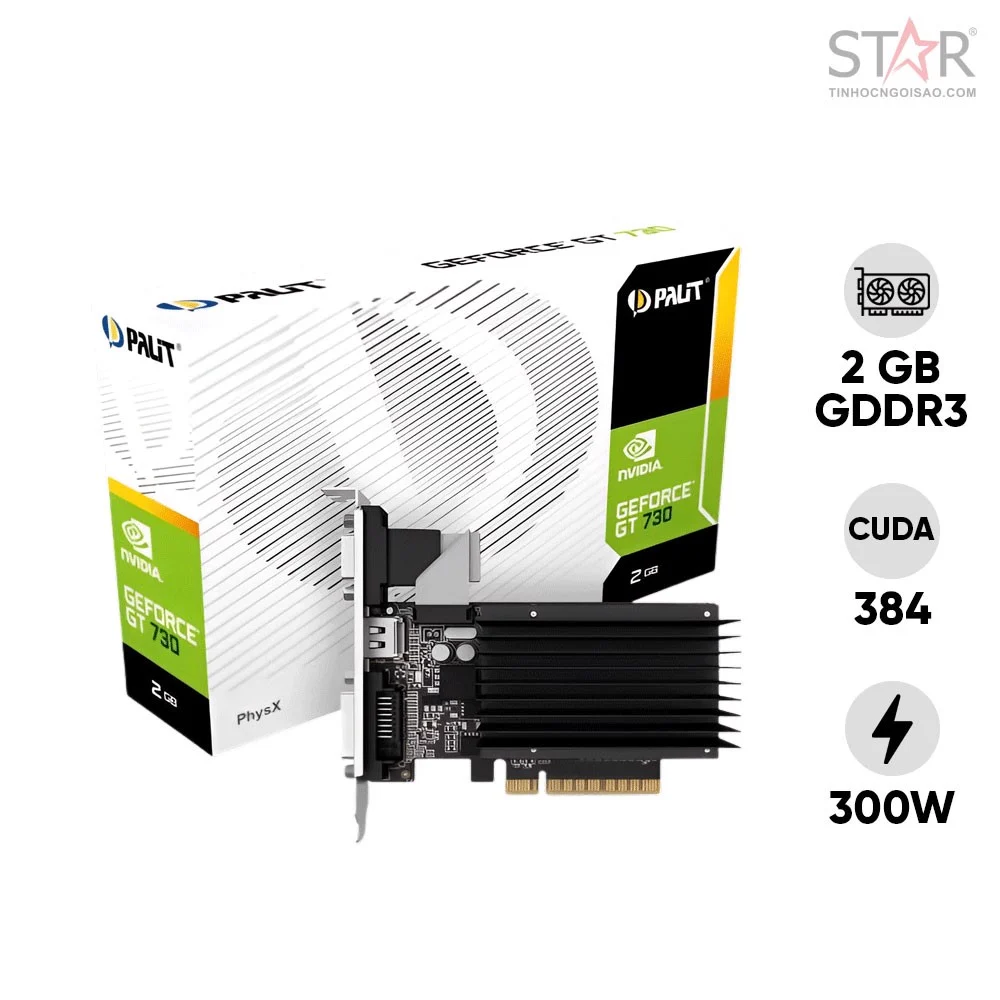 STAR®
TINHOCNGOISAO.COM
GEFORCE GT 730
PALIT
PALIT
PALIT
NVIDIA
GEFORCE
GT 730
2 GB
NVIDIA
GEFORCE
GT 730
2 GB
PhysX
2 GB
GDDR3
CUDA
384
300W